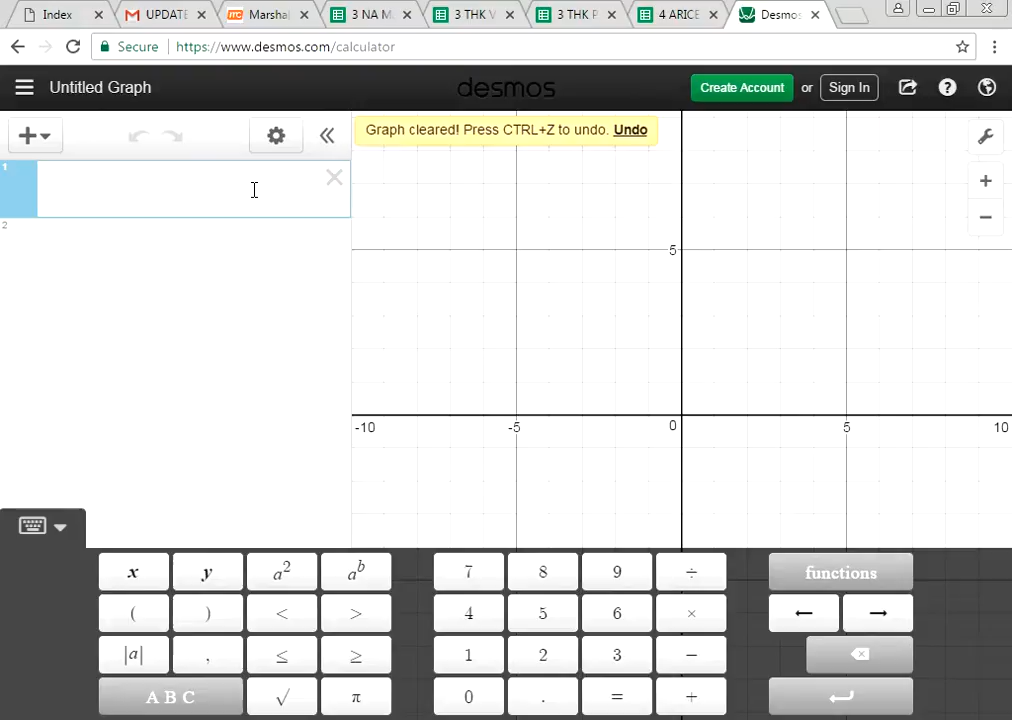 Index
UPDATE
Marshal
3 NA M
3 THK V
3 THK P
4 ARICE
Desmos
Secure
https://www.desmos.com/calculator
Untitled Graph
desmos
Create Account
or
Sign In
Graph cleared! Press CTRL+Z to undo. Undo
1
2
5
-10
-5
0
5
10
x y a² aᵇ 7 8 9 ÷ functions
( ) < > 4 5 6 × ← →
|a| , ≤ ≥ 1 2 3 −
A B C √ π 0 . = +